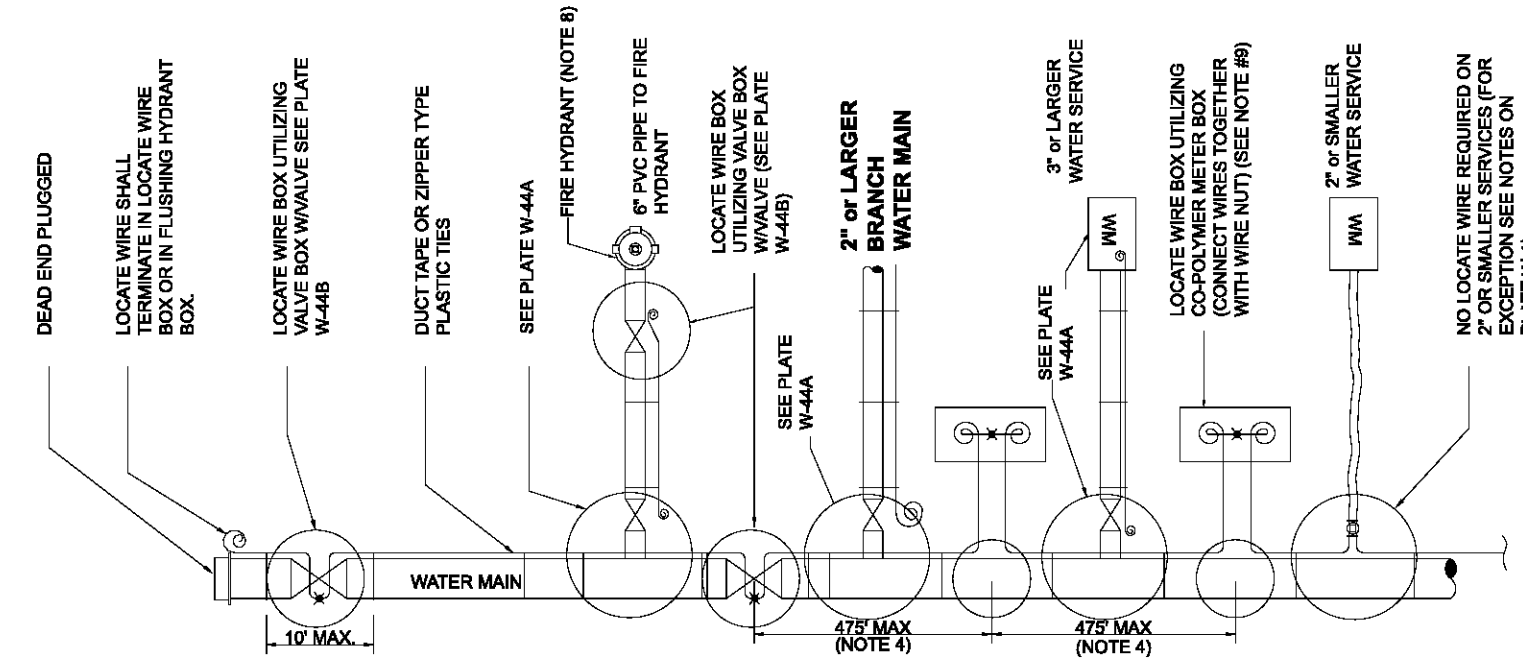 DEAD END PLUGGED
LOCATE WIRE SHALL
TERMINATE IN LOCATE WIRE
BOX OR IN FLUSHING HYDRANT
BOX.
LOCATE WIRE BOX UTILIZING
VALVE BOX W/VALVE SEE PLATE
W-44B
DUCT TAPE OR ZIPPER TYPE
PLASTIC TIES
SEE PLATE W-44A
FIRE HYDRANT (NOTE 8)
6" PVC PIPE TO FIRE
HYDRANT
LOCATE WIRE BOX
UTILIZING VALVE BOX
W/VALVE (SEE PLATE
W-44B)
2" or LARGER
BRANCH
WATER MAIN
SEE PLATE
W-44A
3" or LARGER
WATER SERVICE
WM
SEE PLATE
W-44A
LOCATE WIRE BOX UTILIZING
CO-POLYMER METER BOX
(CONNECT WIRES TOGETHER
WITH WIRE NUT) (SEE NOTE #9)
2" or SMALLER
WATER SERVICE
WM
NO LOCATE WIRE REQUIRED ON
2" OR SMALLER SERVICES (FOR
EXCEPTION SEE NOTES ON
WATER MAIN
10' MAX.
475' MAX
(NOTE 4)
475' MAX
(NOTE 4)